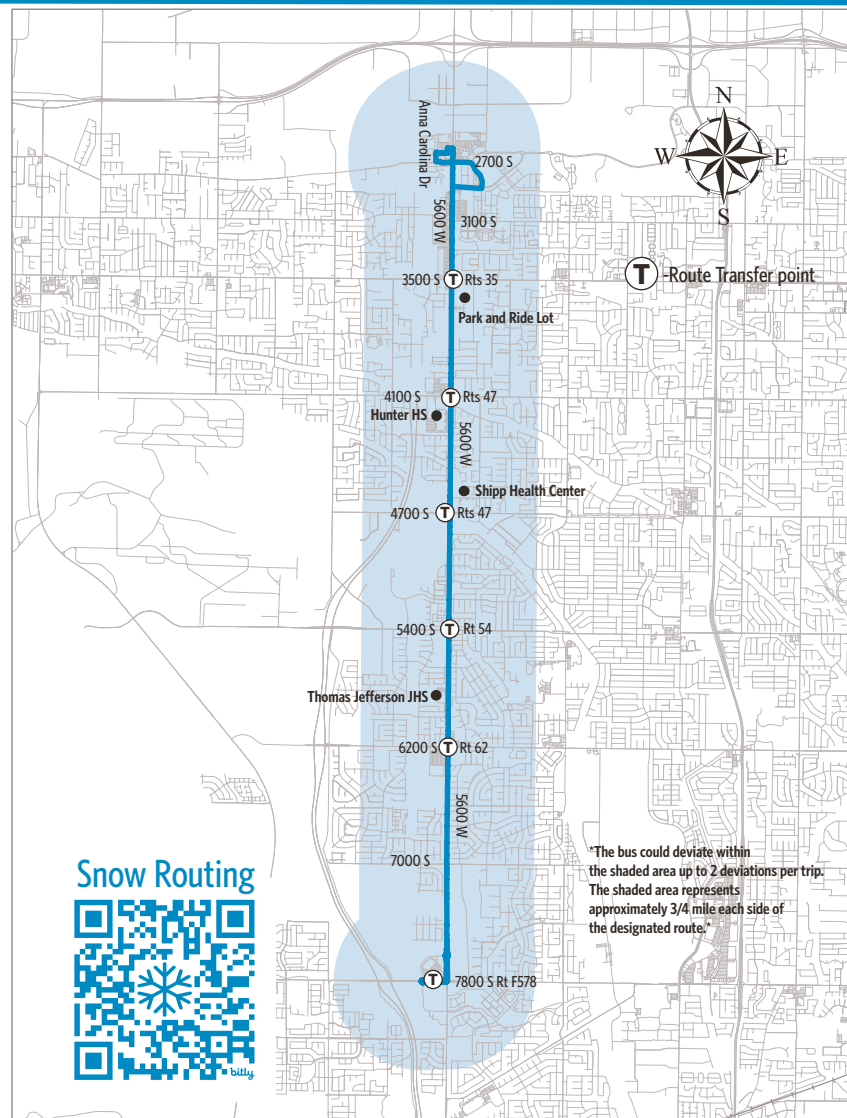 N
W
E
S
Anna Carolina Dr
2700 S
5600 W
3100 S
3500 S
T
Rts 35
T
-Route Transfer point
Park and Ride Lot
4100 S
T
Rts 47
Hunter HS
5600 W
Shipp Health Center
4700 S
T
Rts 47
5400 S
T
Rt 54
Thomas Jefferson JHS
6200 S
T
Rt 62
5600 W
7000 S
*The bus could deviate within
the shaded area up to 2 deviations per trip.
The shaded area represents
approximately 3/4 mile each side of
the designated route.*
Snow Routing
T
7800 S Rt F578
bitly